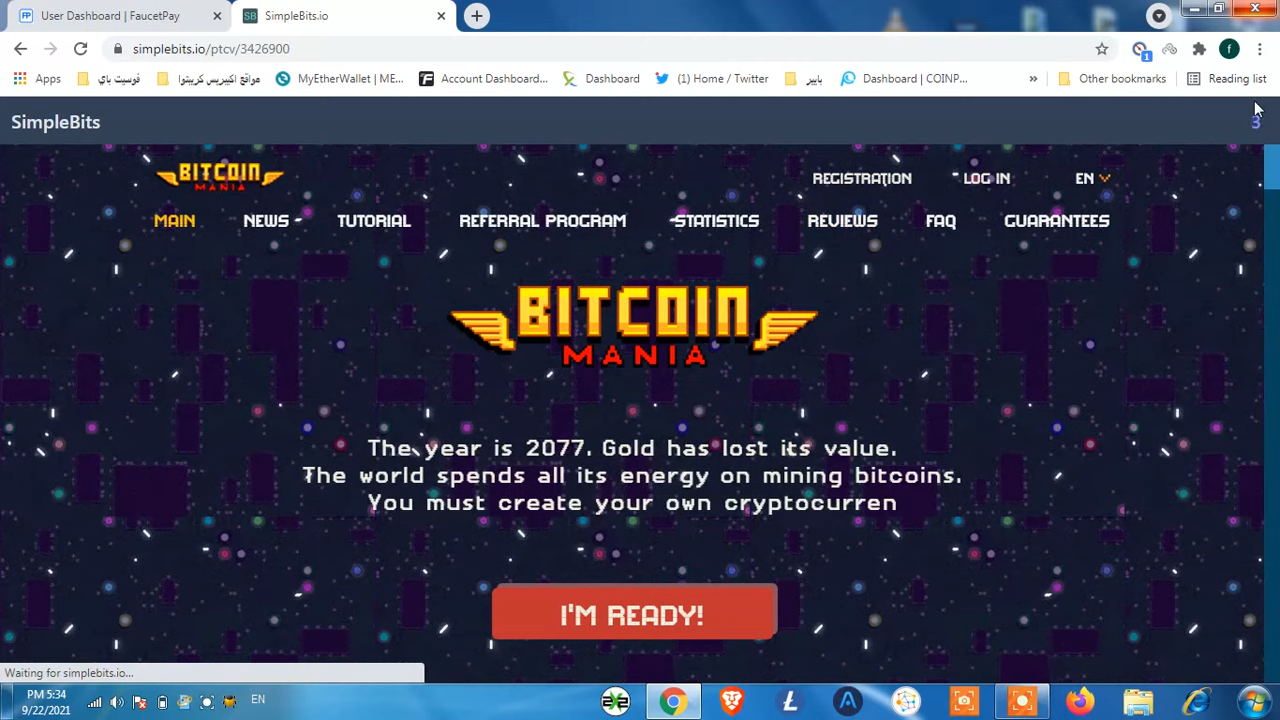 User Dashboard | FaucetPay
SimpleBits.io
simplebits.io/ptcv/3426900
1
f
Apps
فوسيت باي
مواقع اكبيرس كريبتوا
MyEtherWallet | ME...
Account Dashboard...
Dashboard
(1) Home / Twitter
بايير
Dashboard | COINP...
»
Other bookmarks
Reading list
SimpleBits
3
BITCOIN
MANIA
REGISTRATION
LOG IN
EN
MAIN
NEWS
TUTORIAL
REFERRAL PROGRAM
STATISTICS
REVIEWS
FAQ
GUARANTEES
BITCOIN
MANIA
The year is 2077. Gold has lost its value.
The world spends all its energy on mining bitcoins.
You must create your own cryptocurren
I'M READY!
Waiting for simplebits.io...
PM 5:34
9/22/2021
EN